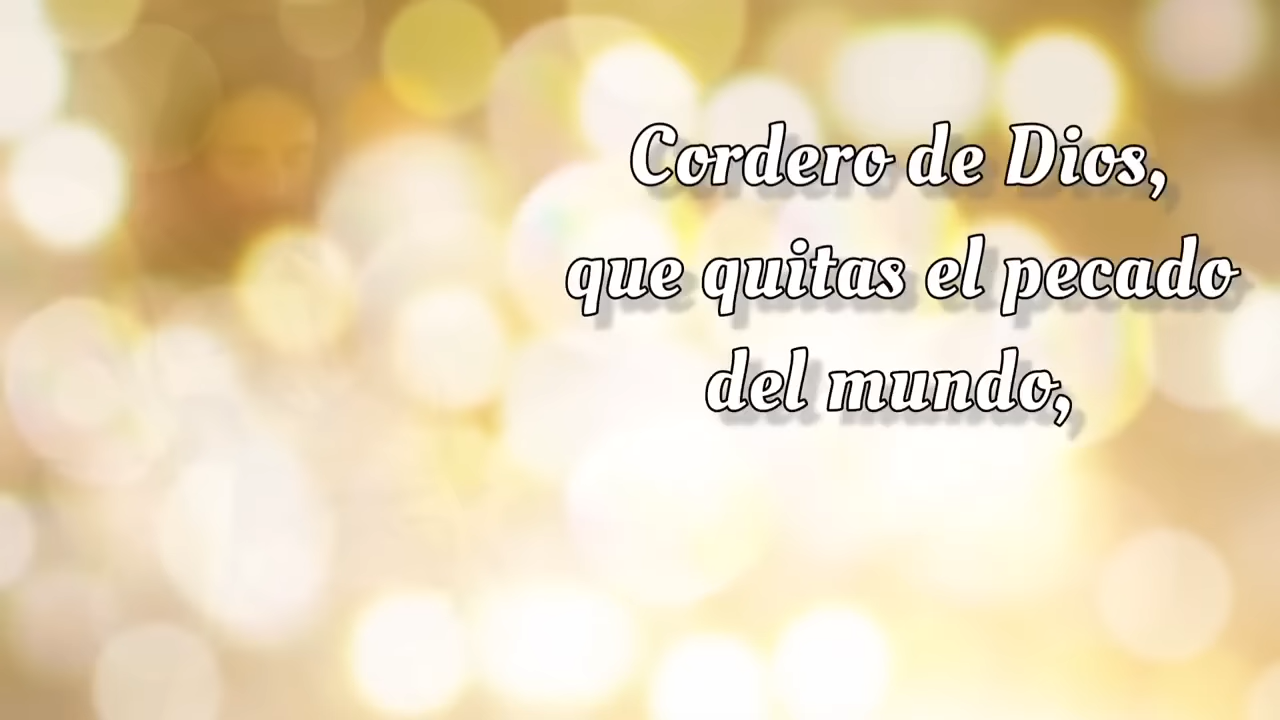 Cordero de Dios,
que quitas el pecado
del mundo,